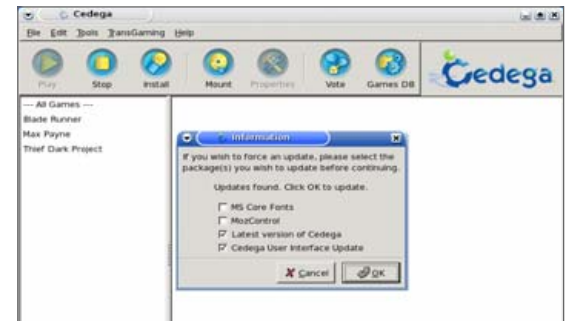 Cedega
File Edit Tools TransGaming Help
Play Stop Install Mount Properties Vote Games DB
Cedega
--- All Games ---
Blade Runner
Max Payne
Thief Dark Project
Information
If you wish to force an update, please select the
package(s) you wish to update before continuing.
Updates found. Click OK to update.
MS Core Fonts
MozControl
Latest version of Cedega
Cedega User Interface Update
Cancel OK